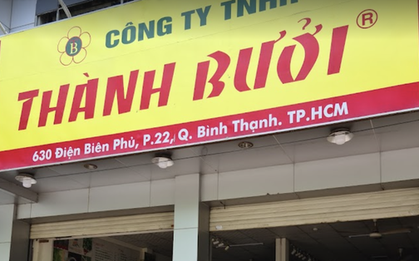 B
CÔNG TY TNHH
THÀNH BƯỞI ®
630 Điện Biên Phủ, P.22, Q. Bình Thạnh. TP.HCM